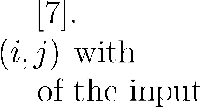 [7].
(i, j) with
of the input